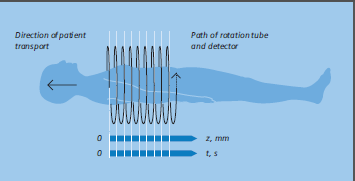 Direction of patient
transport
Path of rotation tube
and detector
0 z, mm
0 t, s